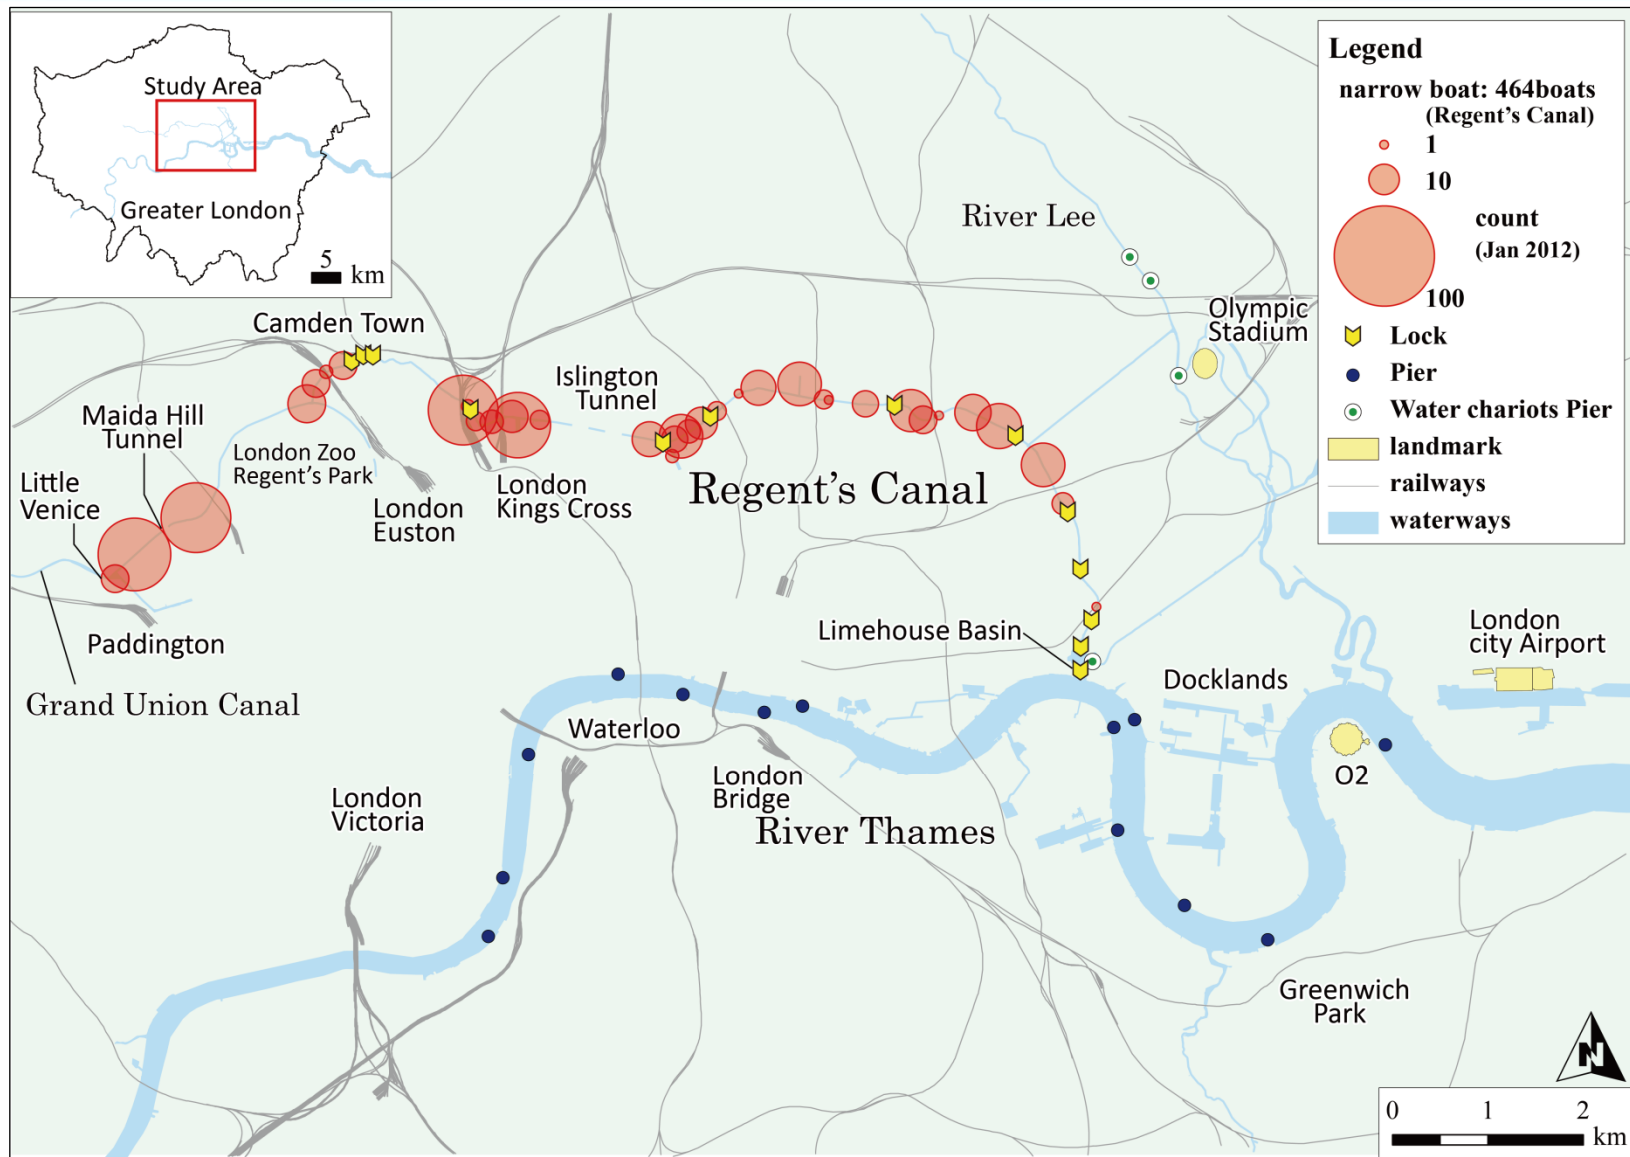 Study Area
Greater London
5
km
Legend
narrow boat: 464boats
(Regent's Canal)
1
10
count
(Jan 2012)
100
Lock
Pier
Water chariots Pier
landmark
railways
waterways
River Lee
Olympic
Stadium
Camden Town
Islington
Tunnel
Maida Hill
Tunnel
London Zoo
Regent's Park
Little
Venice
London
Euston
London
Kings Cross
Regent's Canal
Paddington
Grand Union Canal
Limehouse Basin
London
city Airport
Docklands
Waterloo
London
Bridge
O2
London
Victoria
River Thames
Greenwich
Park
N
0
1
2
km